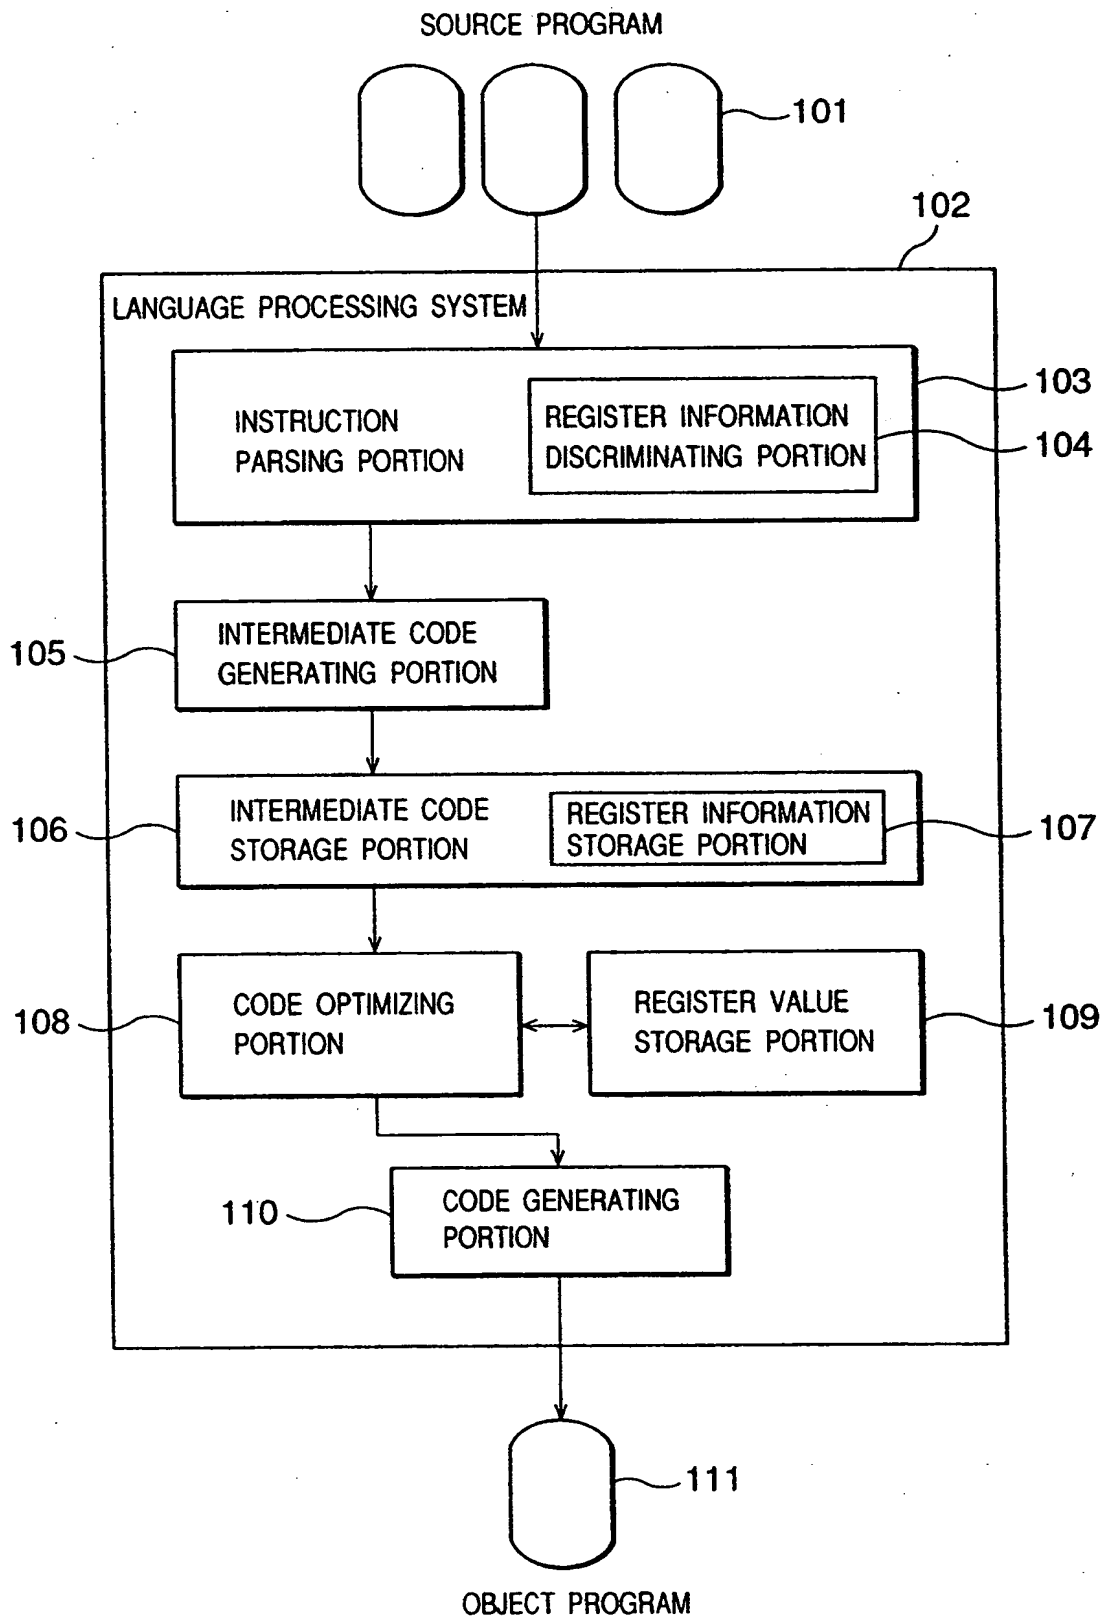 SOURCE PROGRAM
101
102
LANGUAGE PROCESSING SYSTEM
103
INSTRUCTION
PARSING PORTION
REGISTER INFORMATION
DISCRIMINATING PORTION
104
105
INTERMEDIATE CODE
GENERATING PORTION
106
INTERMEDIATE CODE
STORAGE PORTION
REGISTER INFORMATION
STORAGE PORTION
107
108
CODE OPTIMIZING
PORTION
REGISTER VALUE
STORAGE PORTION
109
110
CODE GENERATING
PORTION
111
OBJECT PROGRAM